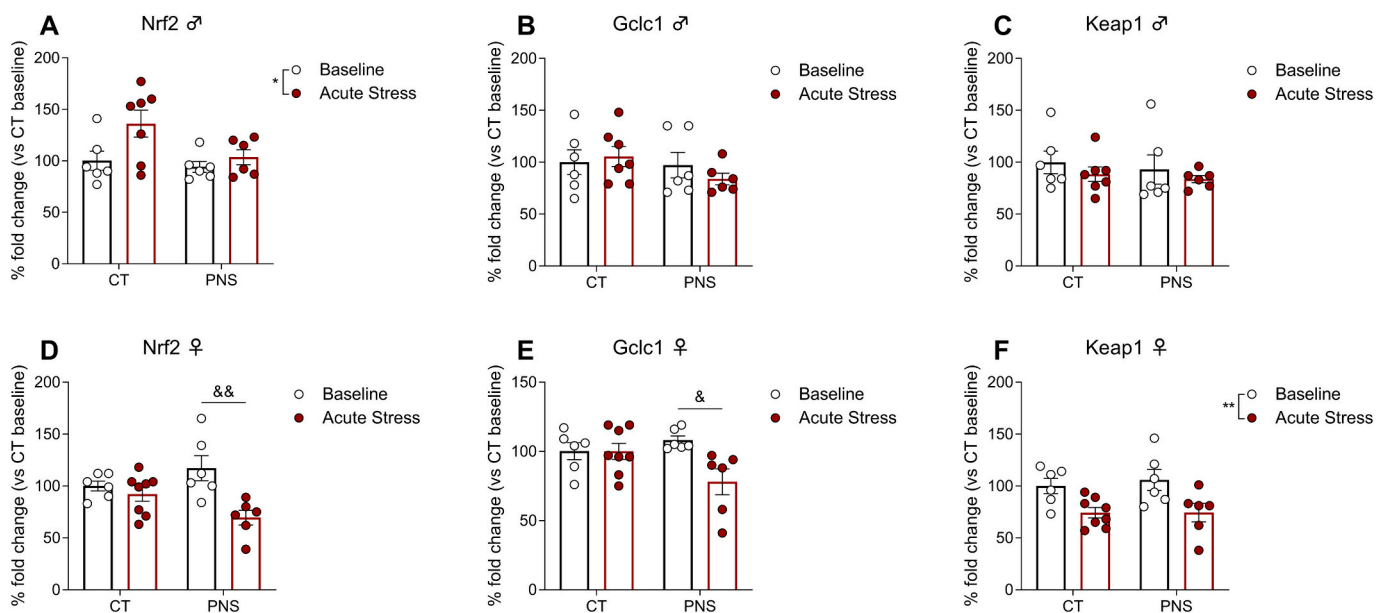 A Nrf2 ♂
% fold change (vs CT baseline)
200
150
100
50
0
CT PNS
* Baseline
Acute Stress
B Gclc1 ♂
% fold change (vs CT baseline)
200
150
100
50
0
CT PNS
Baseline
Acute Stress
C Keap1 ♂
% fold change (vs CT baseline)
200
150
100
50
0
CT PNS
Baseline
Acute Stress
D Nrf2 ♀
% fold change (vs CT baseline)
200
150
100
50
0
CT PNS
&&
Baseline
Acute Stress
E Gclc1 ♀
% fold change (vs CT baseline)
150
100
50
0
CT PNS
&
Baseline
Acute Stress
F Keap1 ♀
% fold change (vs CT baseline)
200
150
100
50
0
CT PNS
** Baseline
Acute Stress